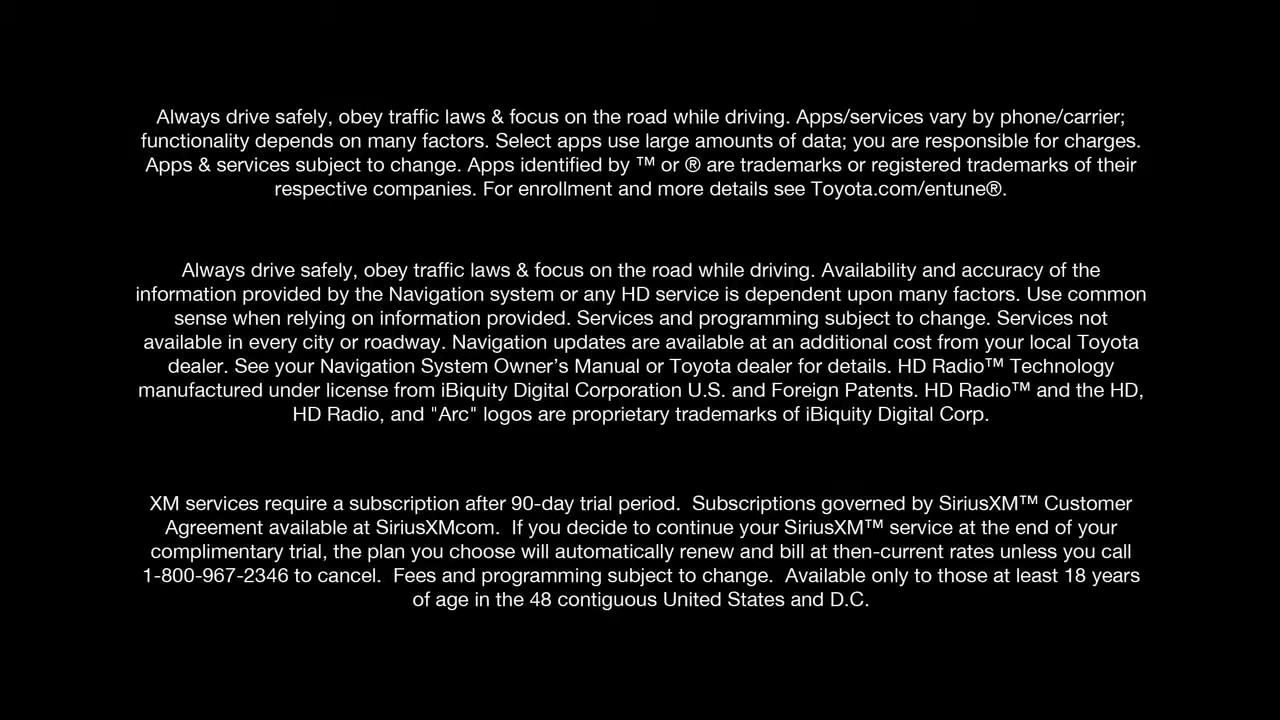 Always drive safely, obey traffic laws & focus on the road while driving. Apps/services vary by phone/carrier;
functionality depends on many factors. Select apps use large amounts of data; you are responsible for charges.
Apps & services subject to change. Apps identified by ™ or ® are trademarks or registered trademarks of their
respective companies. For enrollment and more details see Toyota.com/entune®.
Always drive safely, obey traffic laws & focus on the road while driving. Availability and accuracy of the
information provided by the Navigation system or any HD service is dependent upon many factors. Use common
sense when relying on information provided. Services and programming subject to change. Services not
available in every city or roadway. Navigation updates are available at an additional cost from your local Toyota
dealer. See your Navigation System Owner’s Manual or Toyota dealer for details. HD Radio™ Technology
manufactured under license from iBiquity Digital Corporation U.S. and Foreign Patents. HD Radio™ and the HD,
HD Radio, and "Arc" logos are proprietary trademarks of iBiquity Digital Corp.
XM services require a subscription after 90-day trial period.  Subscriptions governed by SiriusXM™ Customer
Agreement available at SiriusXMcom.  If you decide to continue your SiriusXM™ service at the end of your
complimentary trial, the plan you choose will automatically renew and bill at then-current rates unless you call
1-800-967-2346 to cancel.  Fees and programming subject to change.  Available only to those at least 18 years
of age in the 48 contiguous United States and D.C.